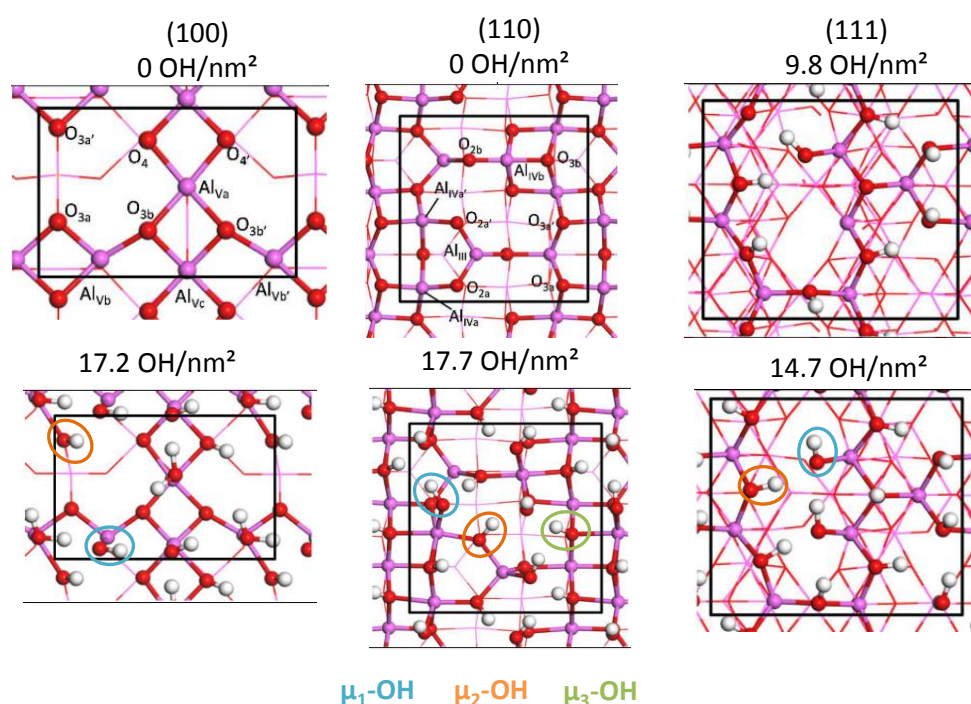 (100)
0 OH/nm²
(110)
0 OH/nm²
(111)
9.8 OH/nm²
O3a'
O4
O4'
AlVa
O3a
O3b
O3b'
AlVb
AlVc
AlVb'
O2b
O3b
AlIVb
AlIVa'
O2a'
O3a'
AlIII
O2a
O3a
AlIVa
17.2 OH/nm²
17.7 OH/nm²
14.7 OH/nm²
μ1-OH μ2-OH μ3-OH